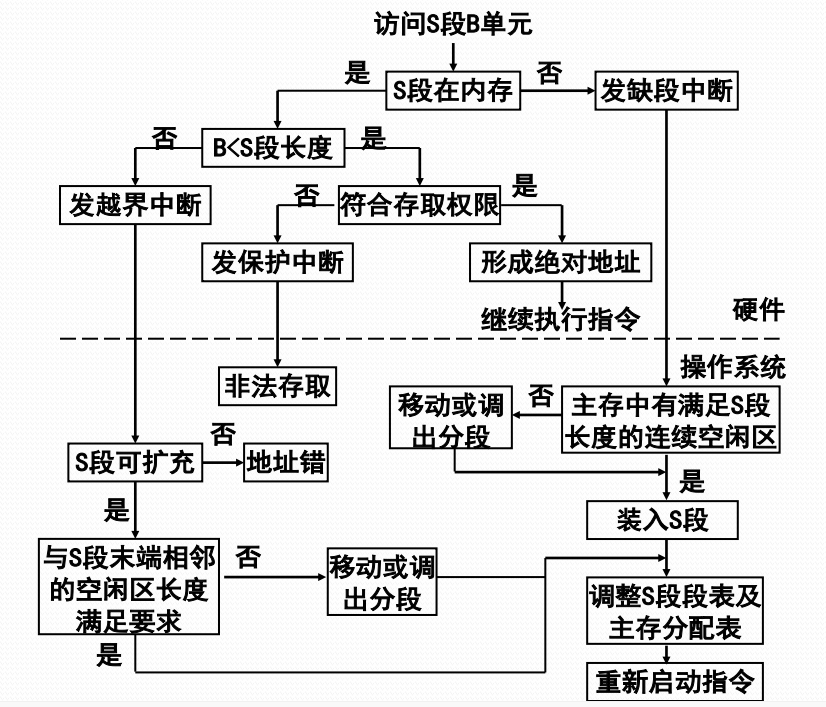 访问S段B单元
是
S段在内存
否
发缺段中断
否
B<S段长度
是
发越界中断
否
符合存取权限
是
发保护中断
形成绝对地址
继续执行指令
硬件
操作系统
非法存取
移动或调
出分段
否
主存中有满足S段
长度的连续空闲区
S段可扩充
否
地址错
是
是
装入S段
与S段末端相邻
的空闲区长度
满足要求
否
移动或调
出分段
调整S段段表及
主存分配表
是
重新启动指令